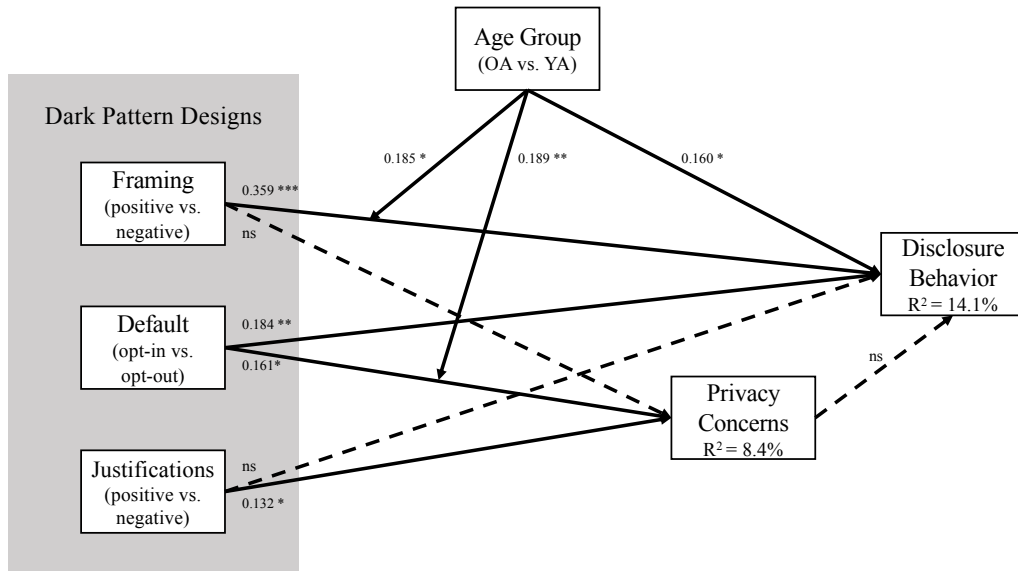 Age Group
(OA vs. YA)
Dark Pattern Designs
0.185 *
0.189 **
0.160 *
Framing
(positive vs.
negative)
0.359 ***
ns
Disclosure
Behavior
R² = 14.1%
Default
(opt-in vs.
opt-out)
0.184 **
0.161*
ns
Privacy
Concerns
R² = 8.4%
Justifications
(positive vs.
negative)
ns
0.132 *